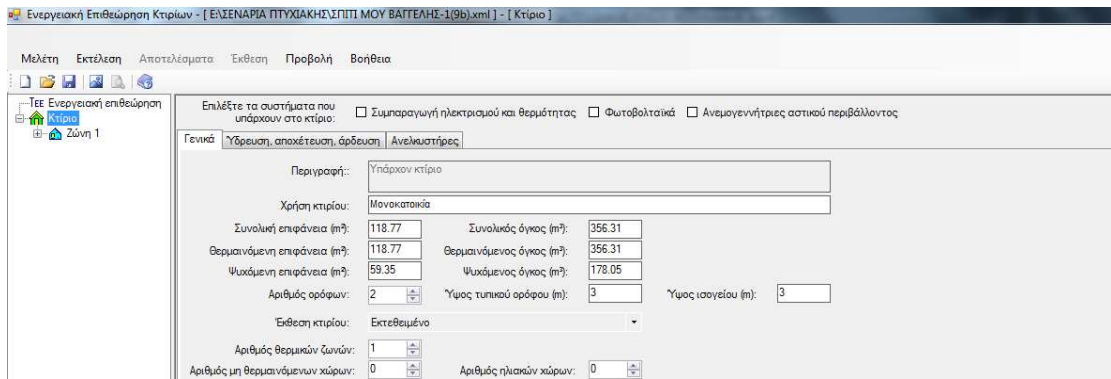 Ενεργειακή Επιθεώρηση Κτιρίων - [ E:\ΣΕΝΑΡΙΑ ΠΤΥΧΙΑΚΗΣ\ΣΠΙΤΙ ΜΟΥ ΒΑΓΓΕΛΗΣ-1(9b).xml ] - [ Κτίριο ]
Μελέτη Εκτέλεση Αποτελέσματα Έκθεση Προβολή Βοήθεια
ΤΕΕ Ενεργειακή επιθεώρηση
Κτίριο
Ζώνη 1
Επιλέξτε τα συστήματα που
υπάρχουν στο κτίριο: Συμπαραγωγή ηλεκτρισμού και θερμότητας Φωτοβολταϊκά Ανεμογεννήτριες αστικού περιβάλλοντος
Γενικά Ύδρευση, αποχέτευση, άρδευση Ανελκυστήρες
Περιγραφή:: Υπάρχον κτίριο
Χρήση κτιρίου: Μονοκατοικία
Συνολική επιφάνεια (m²): 118.77 Συνολικός όγκος (m³): 356.31
Θερμαινόμενη επιφάνεια (m²): 118.77 Θερμαινόμενος όγκος (m³): 356.31
Ψυχόμενη επιφάνεια (m²): 59.35 Ψυχόμενος όγκος (m³): 178.05
Αριθμός ορόφων: 2 Ύψος τυπικού ορόφου (m): 3 Ύψος ισογείου (m): 3
Έκθεση κτιρίου: Εκτεθειμένο
Αριθμός θερμικών ζωνών: 1
Αριθμός μη θερμαινόμενων χώρων: 0 Αριθμός ηλιακών χώρων: 0